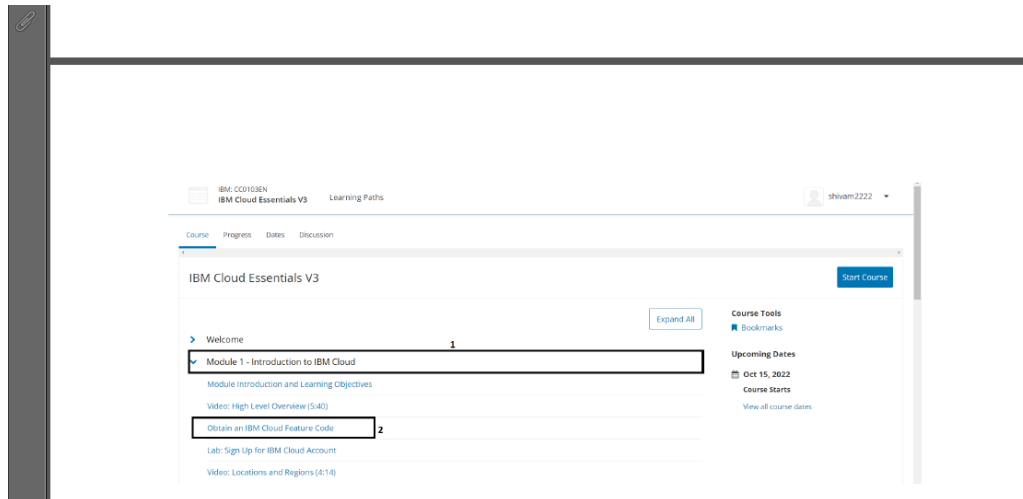 IBM: CC0103EN
IBM Cloud Essentials V3
Learning Paths
shivam2222
Course Progress Dates Discussion
IBM Cloud Essentials V3
Start Course
Expand All
Welcome
1
Module 1 - Introduction to IBM Cloud
Module Introduction and Learning Objectives
Video: High Level Overview (5:40)
Obtain an IBM Cloud Feature Code
2
Lab: Sign Up for IBM Cloud Account
Video: Locations and Regions (4:14)
Course Tools
Bookmarks
Upcoming Dates
Oct 15, 2022
Course Starts
View all course dates